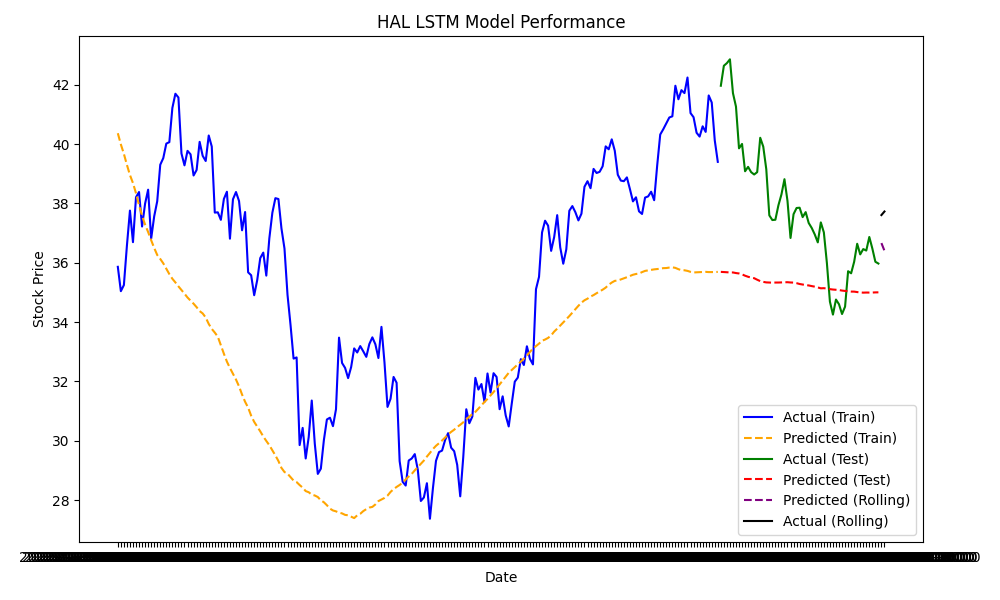 HAL LSTM Model Performance
Stock Price
42
40
38
36
34
32
30
28
Actual (Train)
Predicted (Train)
Actual (Test)
Predicted (Test)
Predicted (Rolling)
Actual (Rolling)
Date